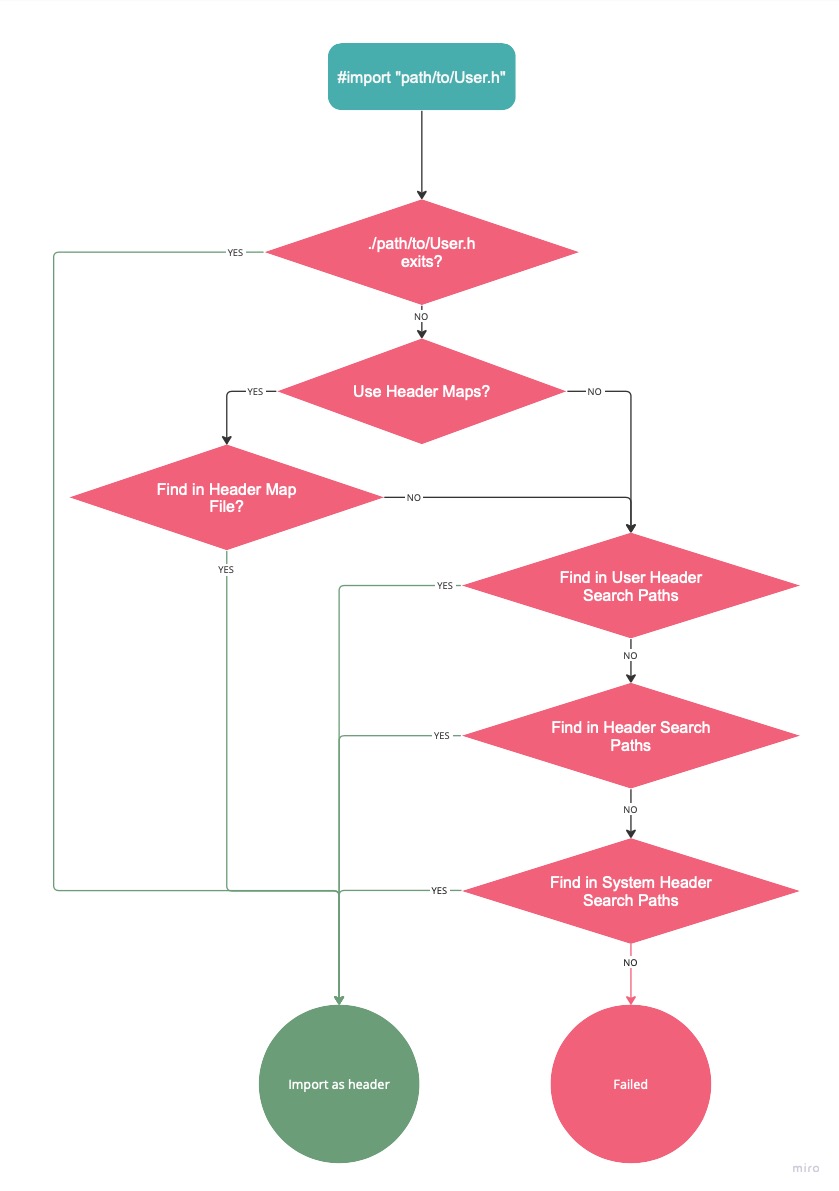 #import "path/to/User.h"
./path/to/User.h
exits?
YES
NO
Use Header Maps?
YES
NO
Find in Header Map
File?
NO
YES
Find in User Header
Search Paths
YES
NO
Find in Header Search
Paths
YES
NO
Find in System Header
Search Paths
YES
NO
Import as header
Failed
miro